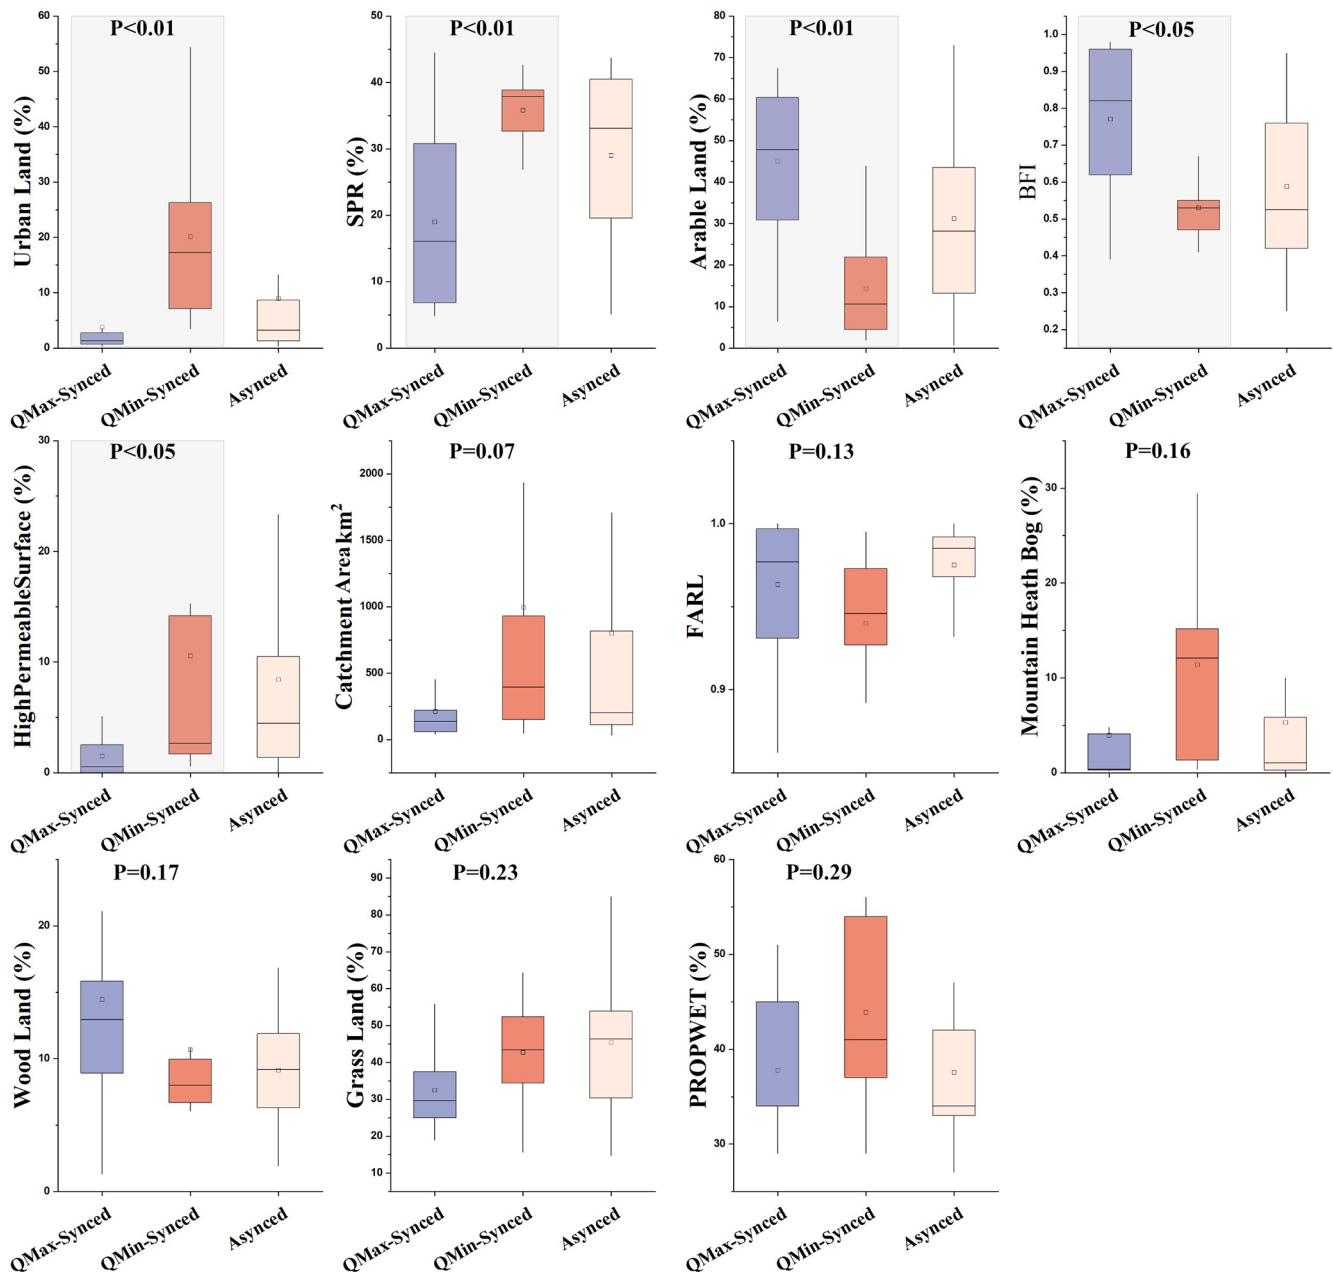 P<0.01
Urban Land (%)
60
50
40
30
20
10
0
QMax-Synced
QMin-Synced
Asynced
P<0.01
SPR (%)
50
40
30
20
10
0
QMax-Synced
QMin-Synced
Asynced
P<0.01
Arable Land (%)
80
70
60
50
40
30
20
10
0
QMax-Synced
QMin-Synced
Asynced
P<0.05
BFI
1.0
0.9
0.8
0.7
0.6
0.5
0.4
0.3
0.2
QMax-Synced
QMin-Synced
Asynced
P<0.05
HighPermeableSurface (%)
30
20
10
0
QMax-Synced
QMin-Synced
Asynced
P=0.07
Catchment Areakm²
2000
1500
1000
500
0
QMax-Synced
QMin-Synced
Asynced
P=0.13
FARL
1.0
0.9
QMax-Synced
QMin-Synced
Asynced
P=0.16
Mountain Heath Bog (%)
30
20
10
0
QMax-Synced
QMin-Synced
Asynced
P=0.17
Wood Land (%)
20
10
0
QMax-Synced
QMin-Synced
Asynced
P=0.23
Grass Land (%)
90
80
70
60
50
40
30
20
10
QMax-Synced
QMin-Synced
Asynced
P=0.29
PROPWET (%)
60
50
40
30
QMax-Synced
QMin-Synced
Asynced